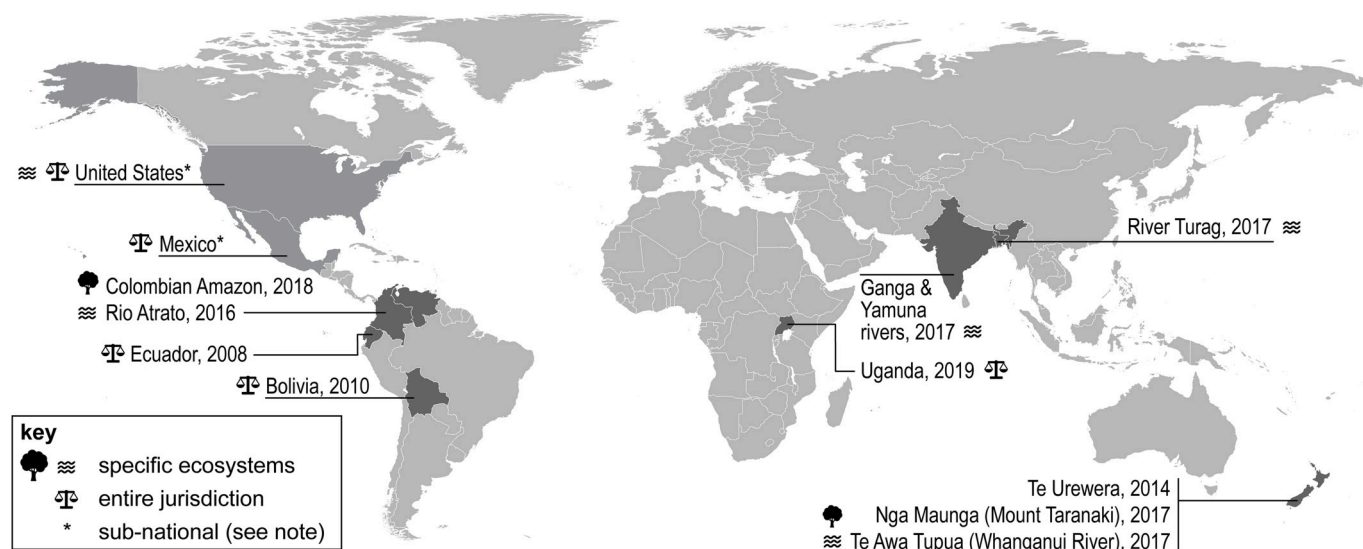 United States*
Mexico*
Colombian Amazon, 2018
Rio Atrato, 2016
Ecuador, 2008
Bolivia, 2010
River Turag, 2017
Ganga &
Yamuna
rivers, 2017
Uganda, 2019
Te Urewera, 2014
Nga Maunga (Mount Taranaki), 2017
Te Awa Tupua (Whanganui River), 2017
key
specific ecosystems
entire jurisdiction
* sub-national (see note)